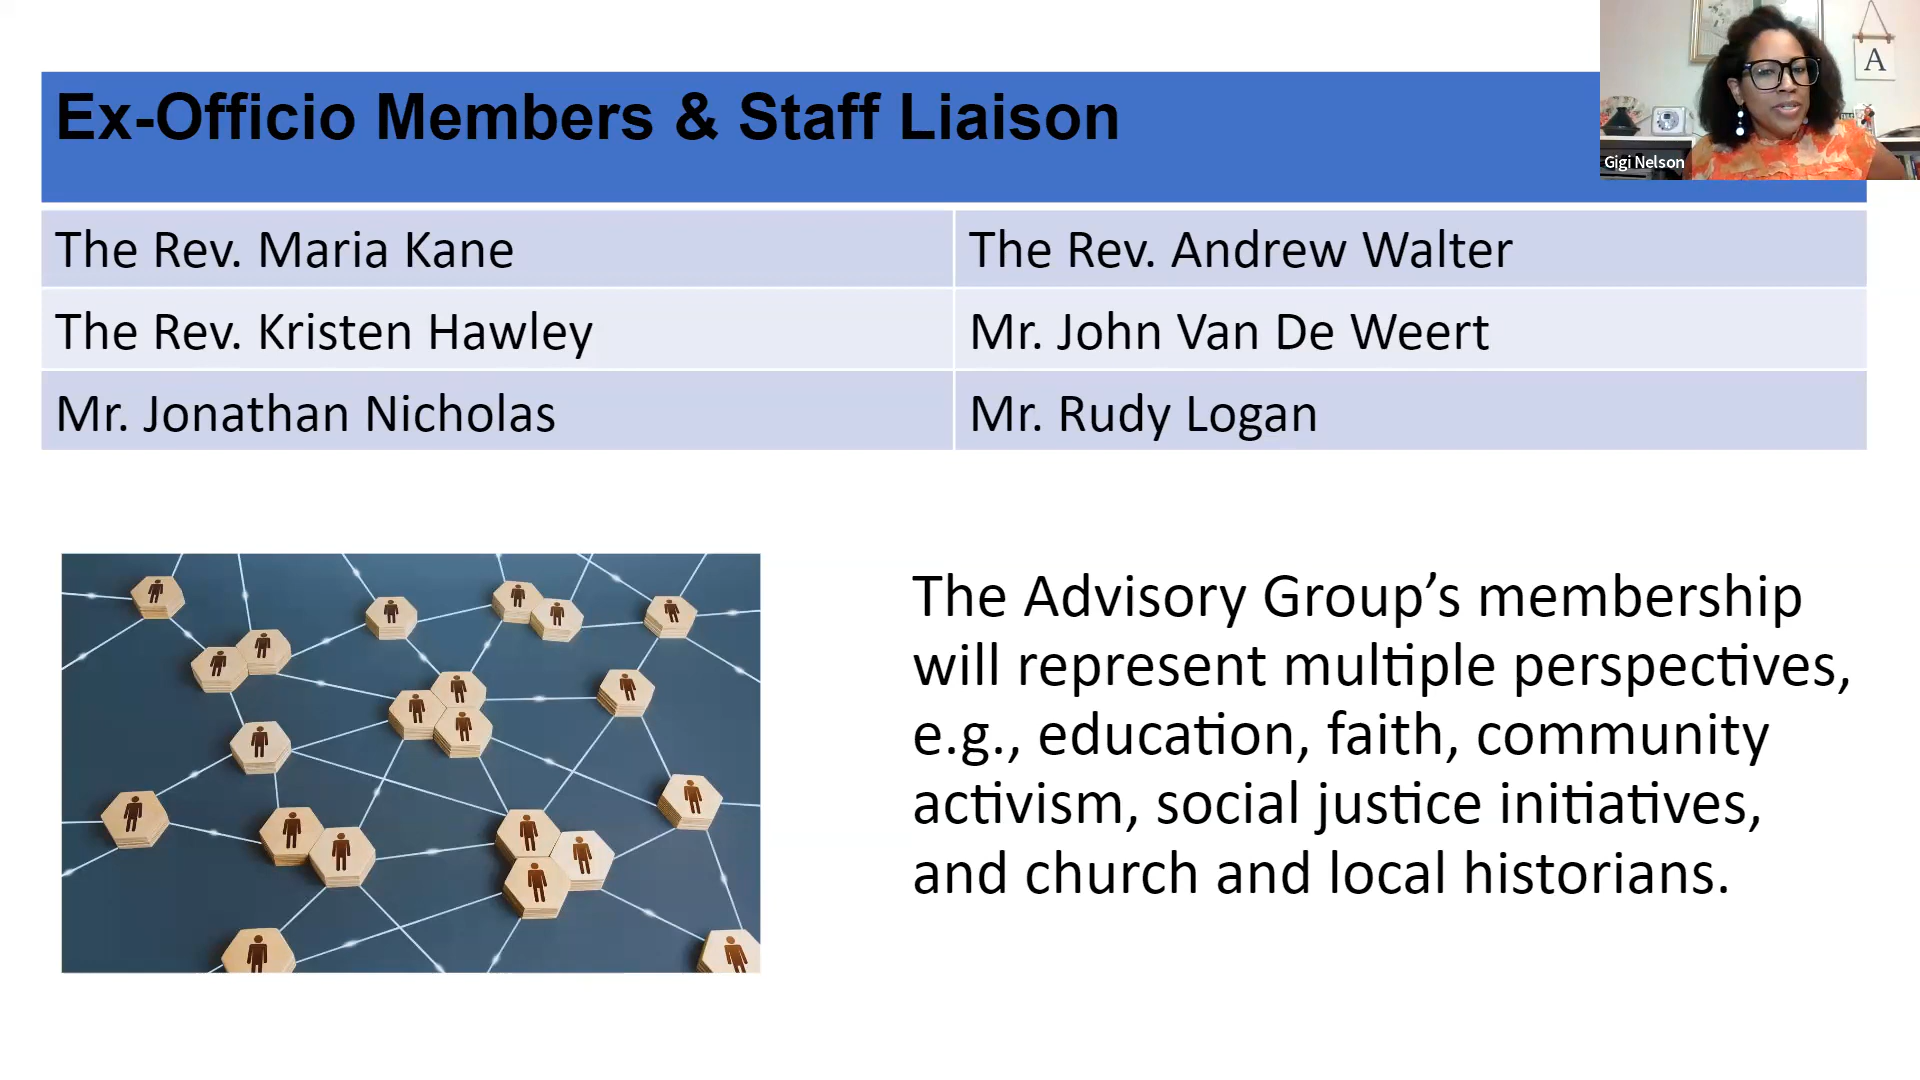 Ex-Officio Members & Staff Liaison
A
Gigi Nelson
The Rev. Maria Kane
The Rev. Andrew Walter
The Rev. Kristen Hawley
Mr. John Van De Weert
Mr. Jonathan Nicholas
Mr. Rudy Logan
The Advisory Group’s membership
will represent multiple perspectives,
e.g., education, faith, community
activism, social justice initiatives,
and church and local historians.